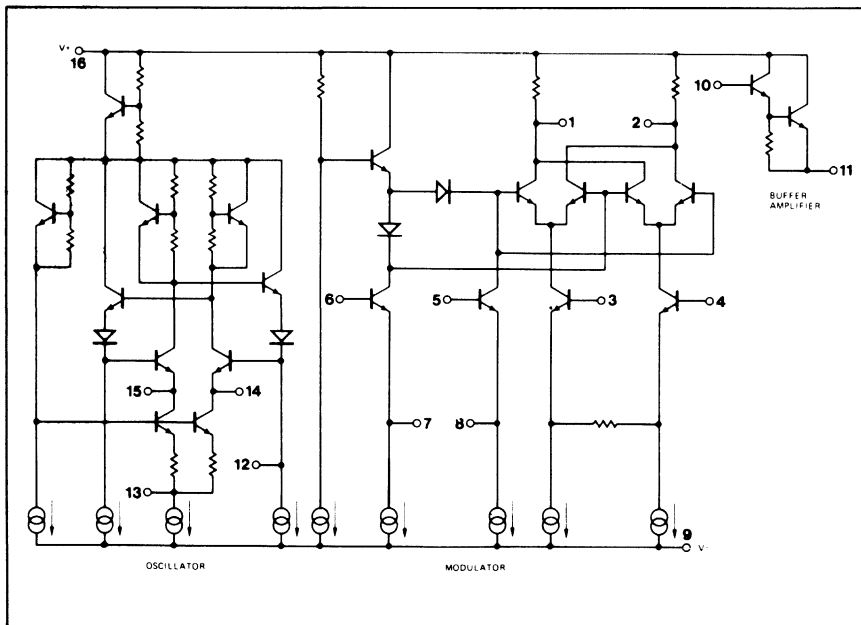 V+
16
10
1
2
11
BUFFER
AMPLIFIER
6
5
3
4
15
14
7
8
12
13
9
V-
OSCILLATOR
MODULATOR